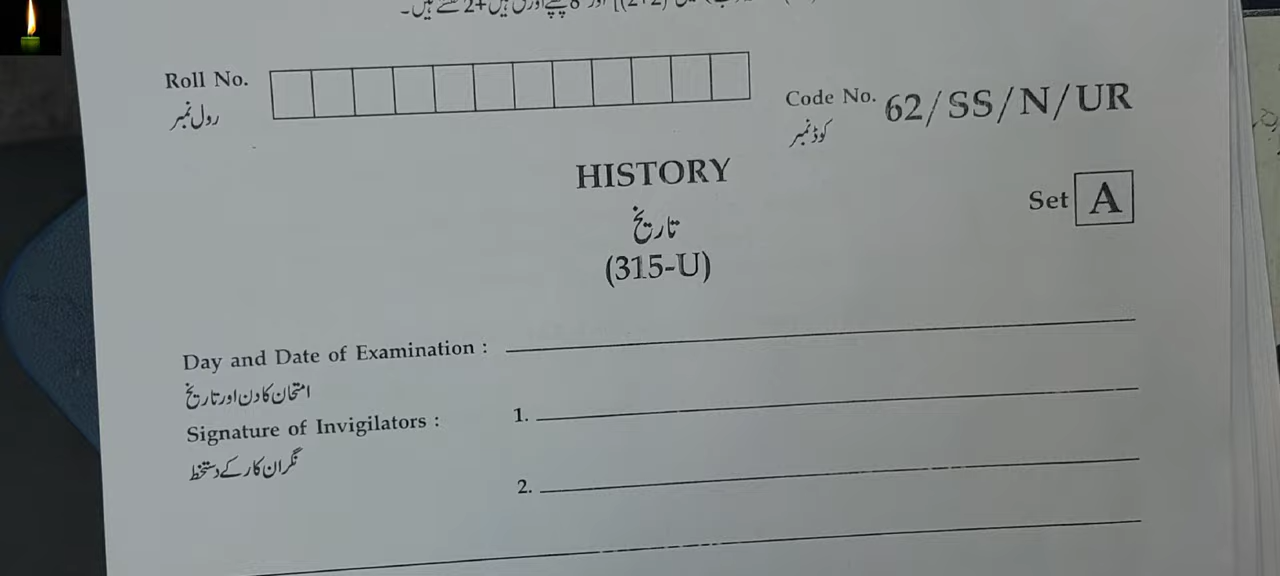 Roll No.
رول نمبر
Code No. 62/SS/N/UR
کوڈ نمبر
HISTORY
تاریخ
(315-U)
Set A
Day and Date of Examination :
امتحان کا دن اور تاریخ
Signature of Invigilators :
نگران کار کے دستخط
1.
2.